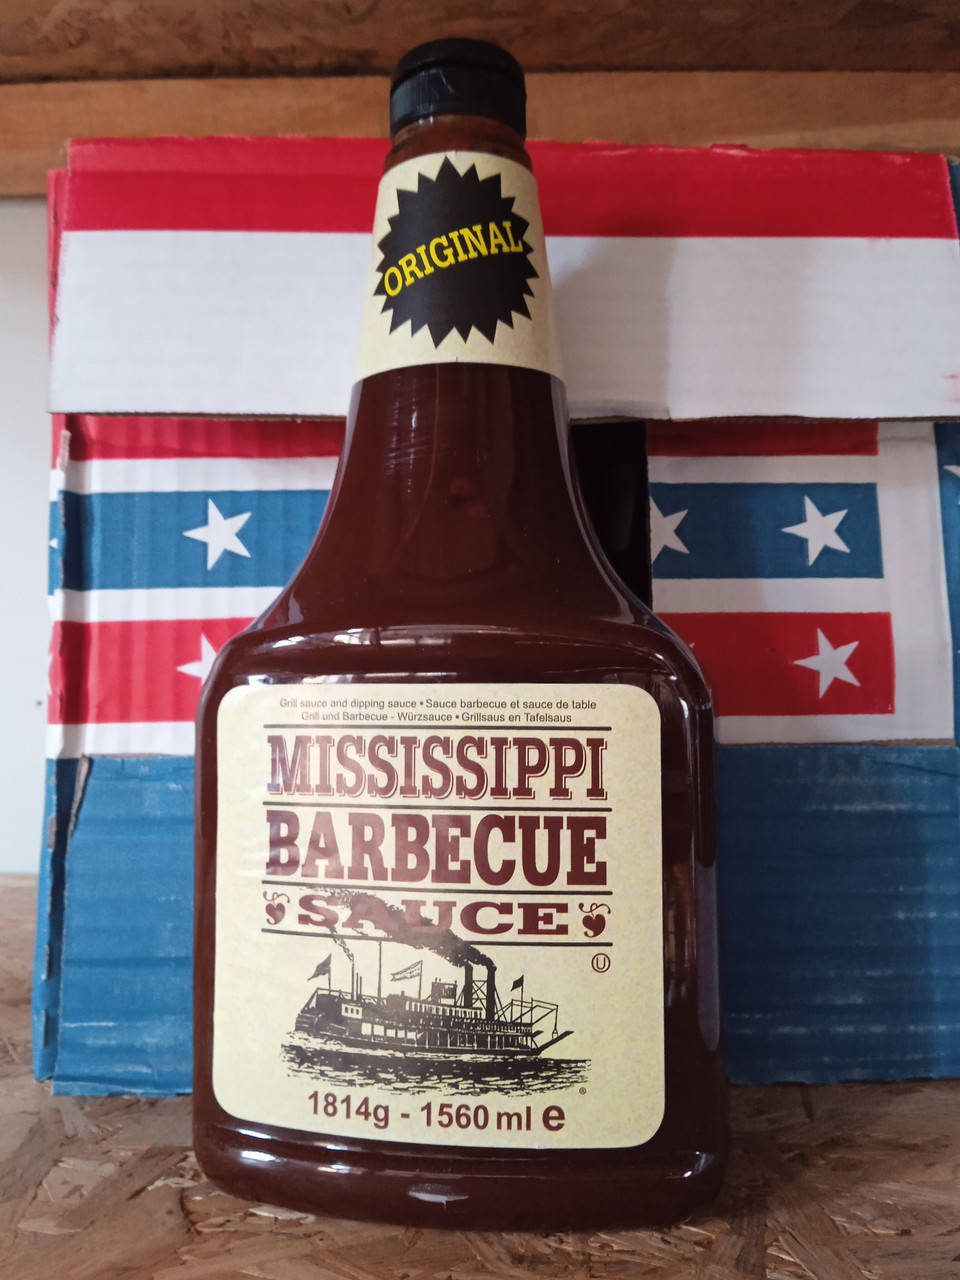 ORIGINAL
Grill sauce and dipping sauce • Sauce barbecue et sauce de table
Grill und Barbecue - Würzsauce • Grillsaus en Tafelsaus
MISSISSIPPI
BARBECUE
SAUCE
U
®
1814g - 1560 ml e